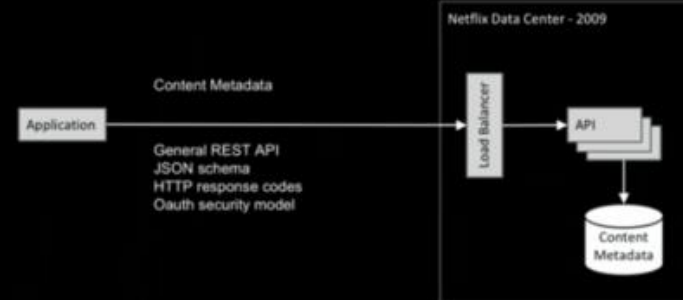 Netflix Data Center - 2009
Content Metadata
Application
Load Balancer
API
General REST API
JSON schema
HTTP response codes
Oauth security model
Content
Metadata